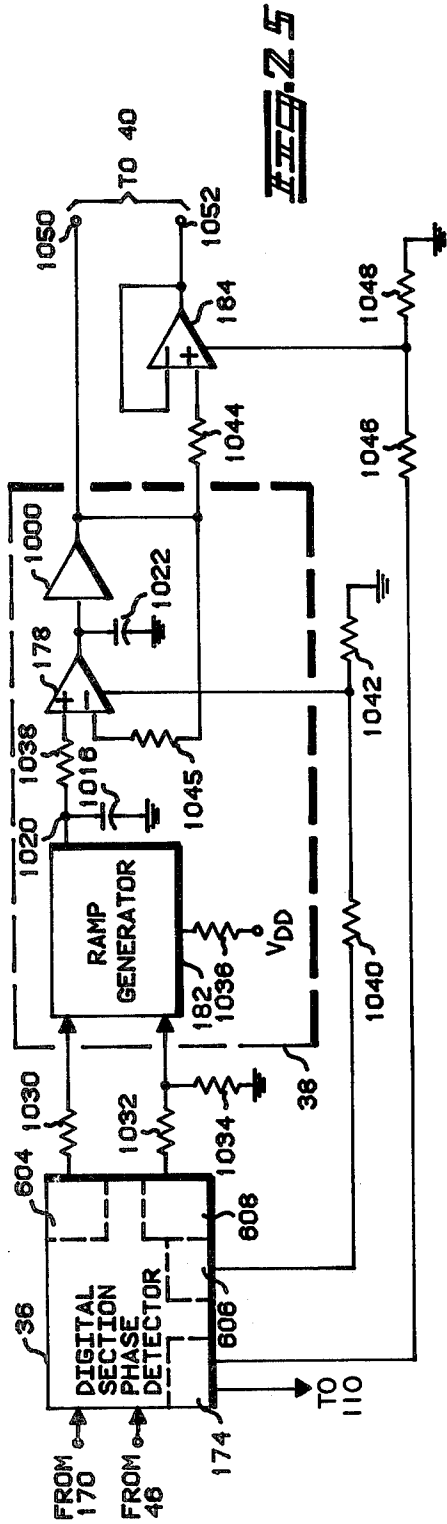 FIG. 25
36
604
1030
1020
1038
178
1000
1050
TO 40
FROM 170
DIGITAL
SECTION
PHASE
DETECTOR
RAMP
GENERATOR
1016
1022
1052
FROM 46
1032
1045
1044
184
174
606
608
1034
182
1036
VDD
36
TO
110
1040
1042
1046
1048